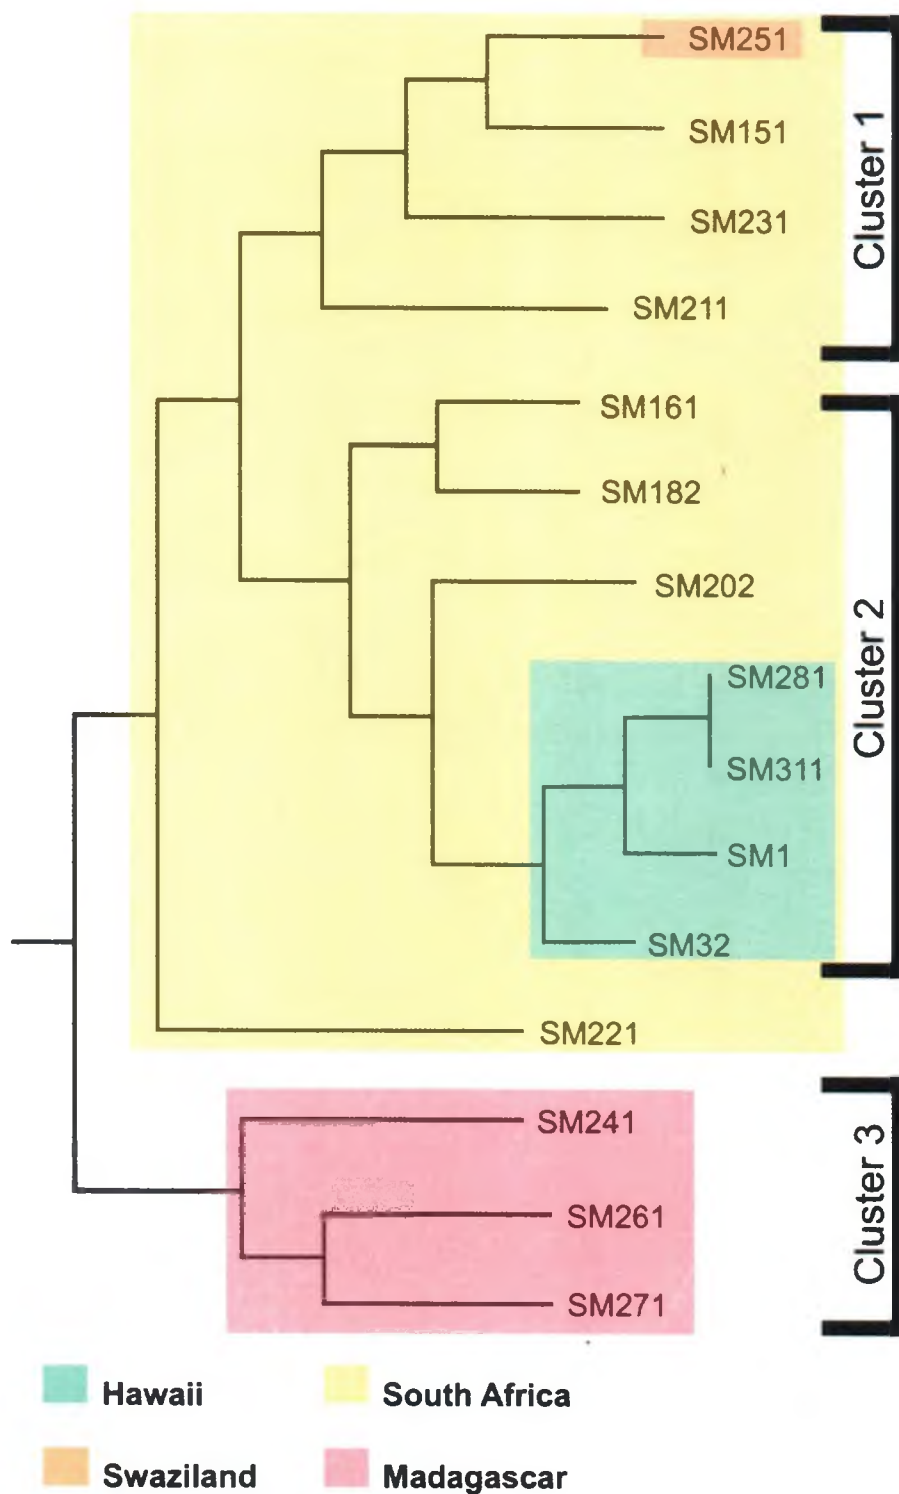 SM251
SM151
SM231
SM211
Cluster 1
SM161
SM182
SM202
SM281
SM311
SM1
SM32
Cluster 2
SM221
SM241
SM261
SM271
Cluster 3
Hawaii
South Africa
Swaziland
Madagascar